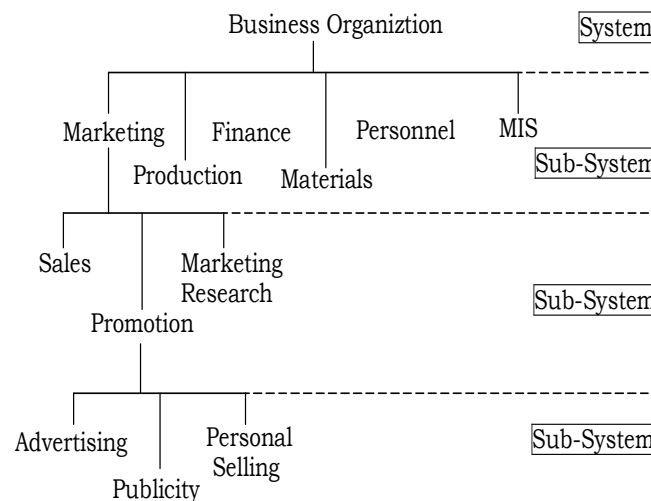 Business Organiztion
System
Marketing
Finance
Personnel
MIS
Production
Materials
Sub-System
Sales
Marketing
Research
Promotion
Sub-System
Advertising
Personal
Selling
Publicity
Sub-System